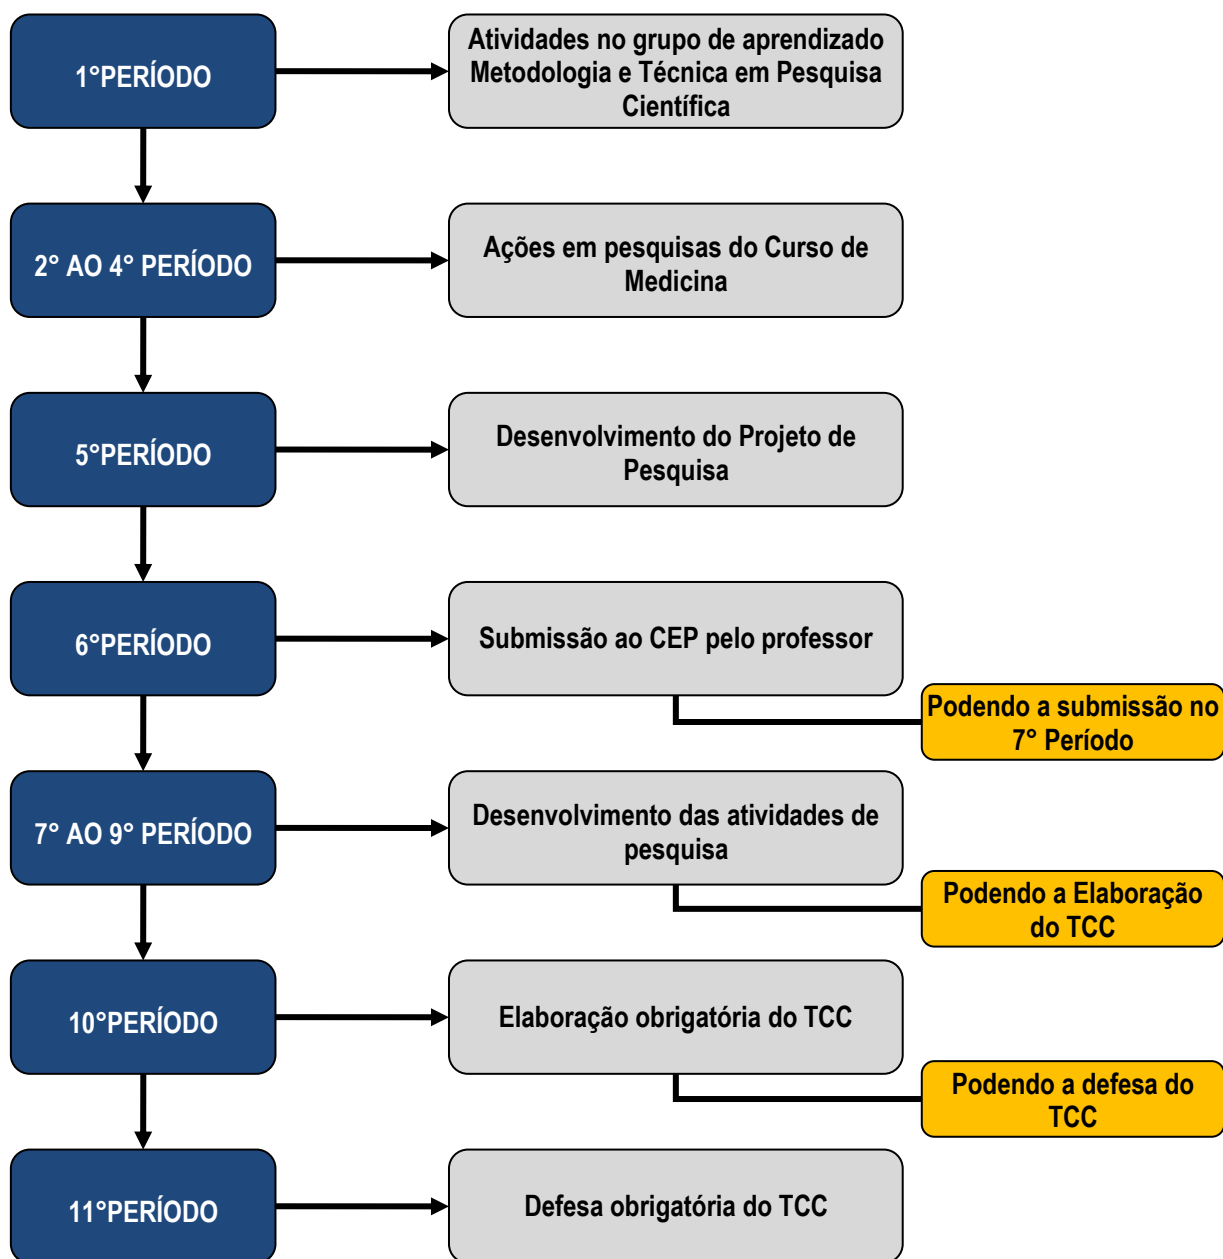 1°PERÍODO
Atividades no grupo de aprendizado
Metodologia e Técnica em Pesquisa
Científica
2° AO 4° PERÍODO
Ações em pesquisas do Curso de
Medicina
5°PERÍODO
Desenvolvimento do Projeto de
Pesquisa
6°PERÍODO
Submissão ao CEP pelo professor
Podendo a submissão no
7° Período
7° AO 9° PERÍODO
Desenvolvimento das atividades de
pesquisa
Podendo a Elaboração
do TCC
10°PERÍODO
Elaboração obrigatória do TCC
Podendo a defesa do
TCC
11°PERÍODO
Defesa obrigatória do TCC